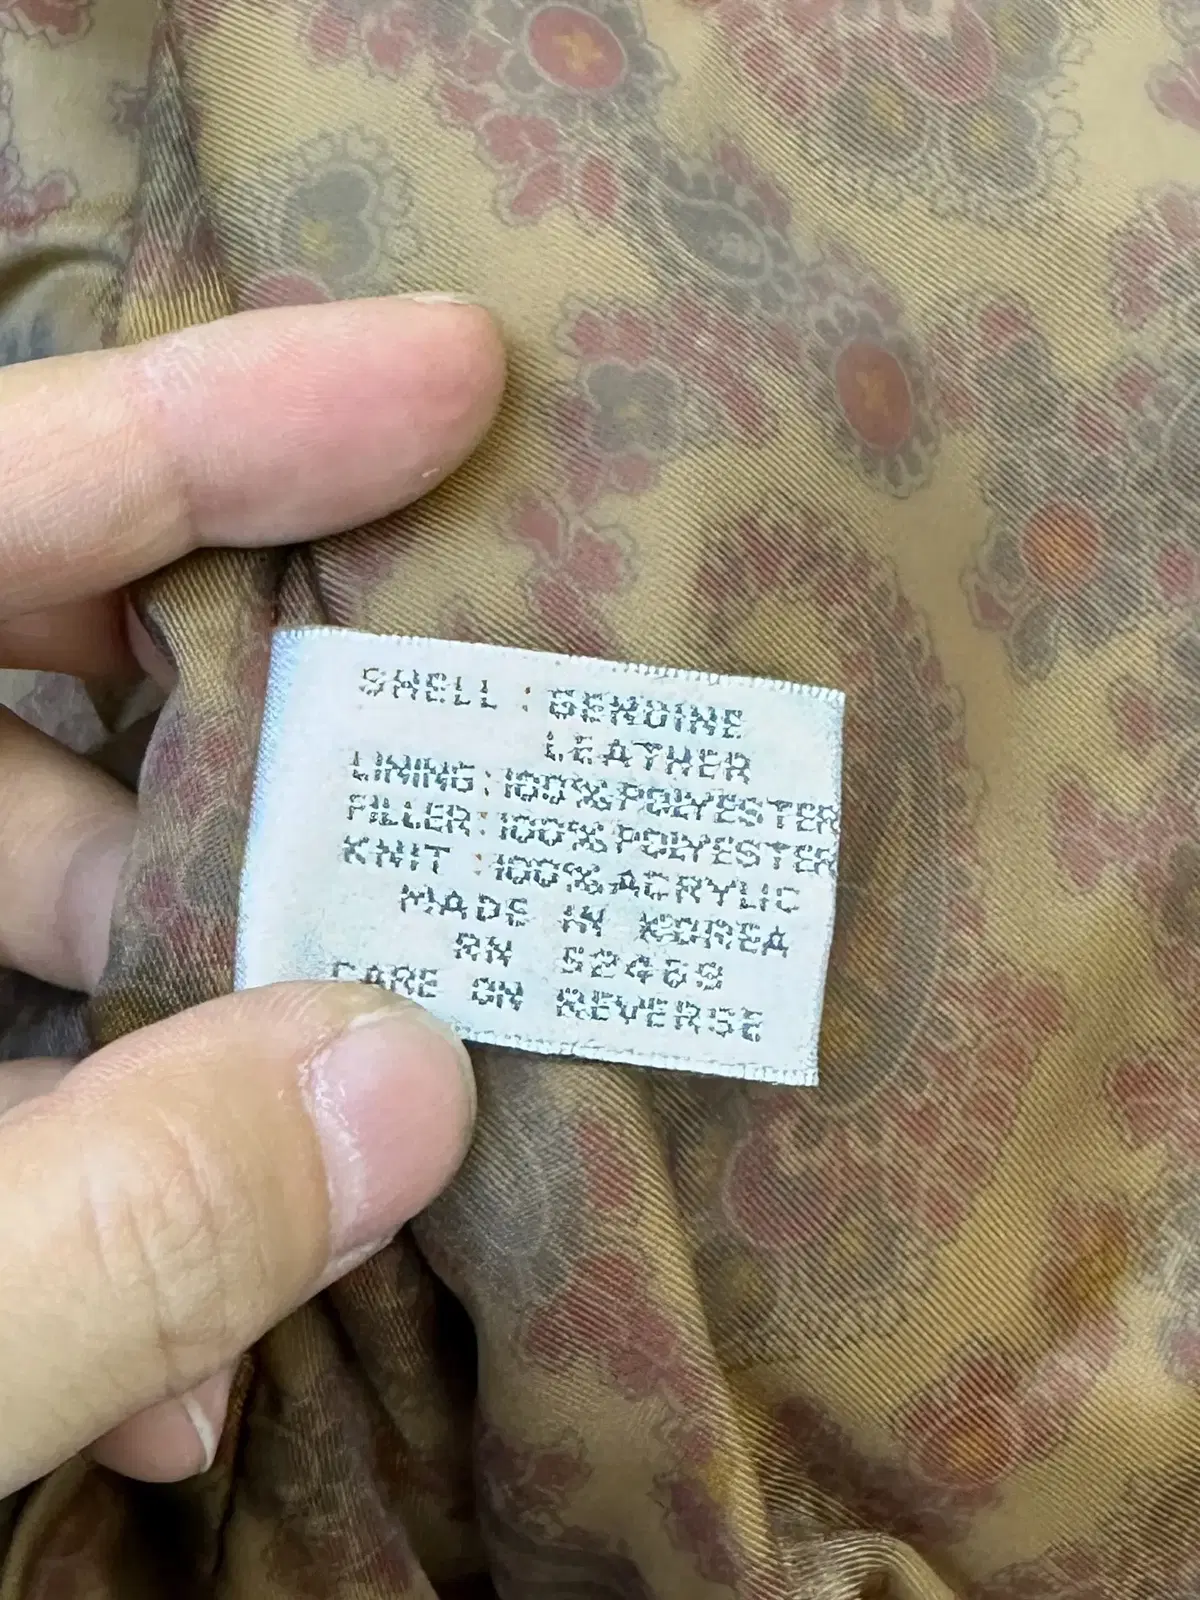 SHELL : GENUINE
LEATHER
LINING : 100% POLYESTER
FILLER : 100% POLYESTER
KNIT : 100% ACRYLIC
MADE IN KOREA
RN 52469
CARE ON REVERSE